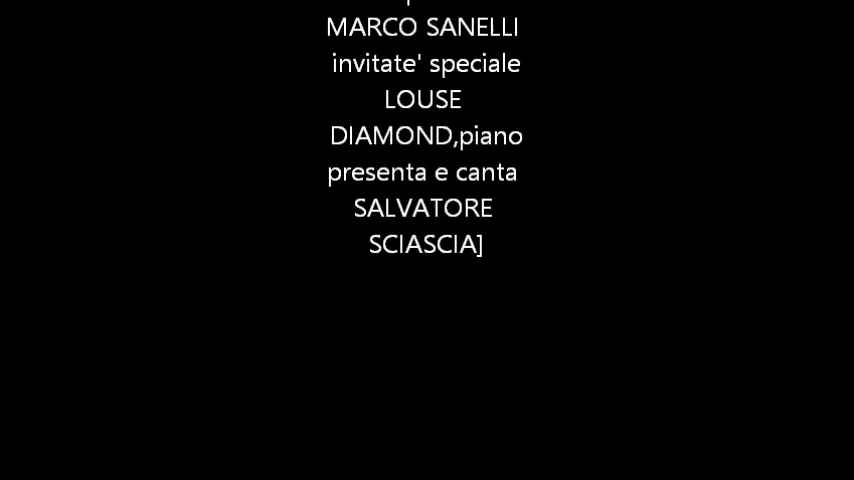 MARCO SANELLI
invitate' speciale
LOUSE
DIAMOND,piano
presenta e canta
SALVATORE
SCIASCIA]